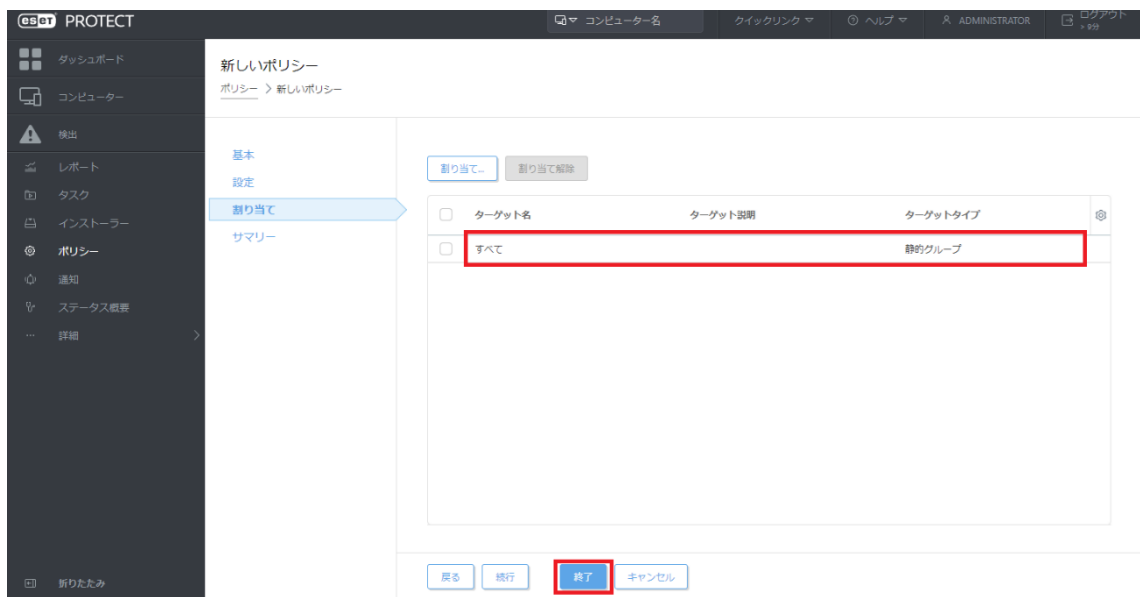 eset PROTECT
コンピューター名
クイックリンク
ヘルプ
ADMINISTRATOR
ログアウト
> 9分
ダッシュボード
コンピューター
検出
レポート
タスク
インストーラー
ポリシー
通知
ステータス概要
... 詳細
折りたたみ
新しいポリシー
ポリシー > 新しいポリシー
基本
設定
割り当て
サマリー
割り当て... 割り当て解除
ターゲット名 ターゲット説明 ターゲットタイプ
すべて 静的グループ
戻る 続行 終了 キャンセル